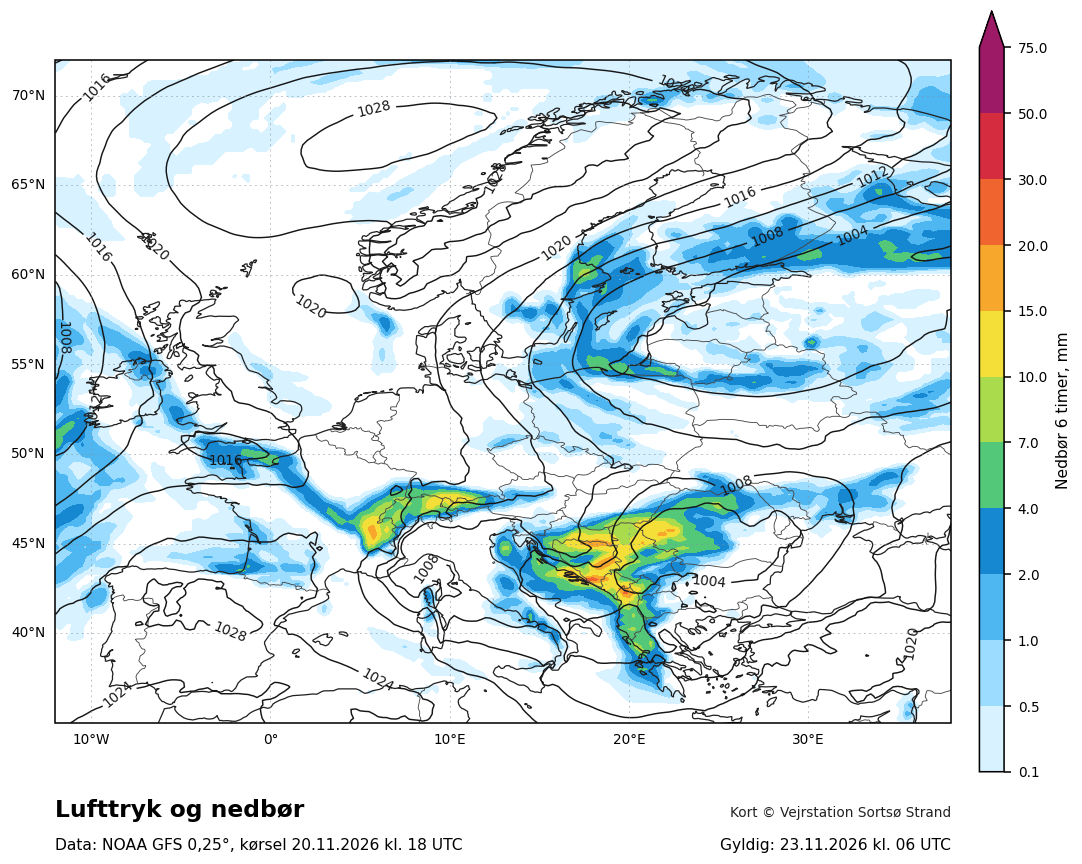 1016
1028
1020
1012
1016
1028
1008
1004
1020
1016
1020
1020
1008
1016
1008
1008
1004
1028
1020
1024
1024
70°N
65°N
60°N
55°N
50°N
45°N
40°N
10°W
0°
10°E
20°E
30°E
75.0
50.0
30.0
20.0
15.0
10.0
7.0
4.0
2.0
1.0
0.5
0.1
Nedbør 6 timer, mm
Lufttryk og nedbør
Kort © Vejrstation Sortsø Strand
Data: NOAA GFS 0,25°, kørsel 20.11.2026 kl. 18 UTC
Gyldig: 23.11.2026 kl. 06 UTC